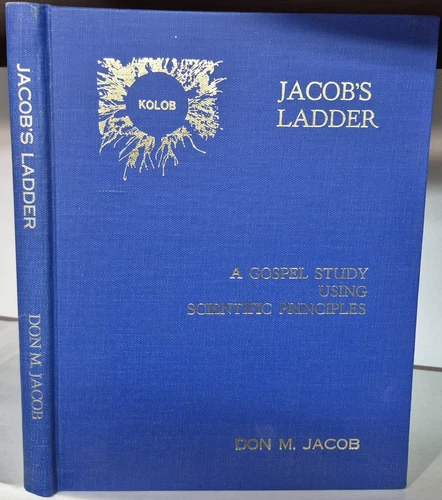 JACOB'S LADDER
DON M. JACOB
KOLOB
JACOB'S
LADDER
A GOSPEL STUDY
USING
SCIENTIFIC PRINCIPLES
DON M. JACOB